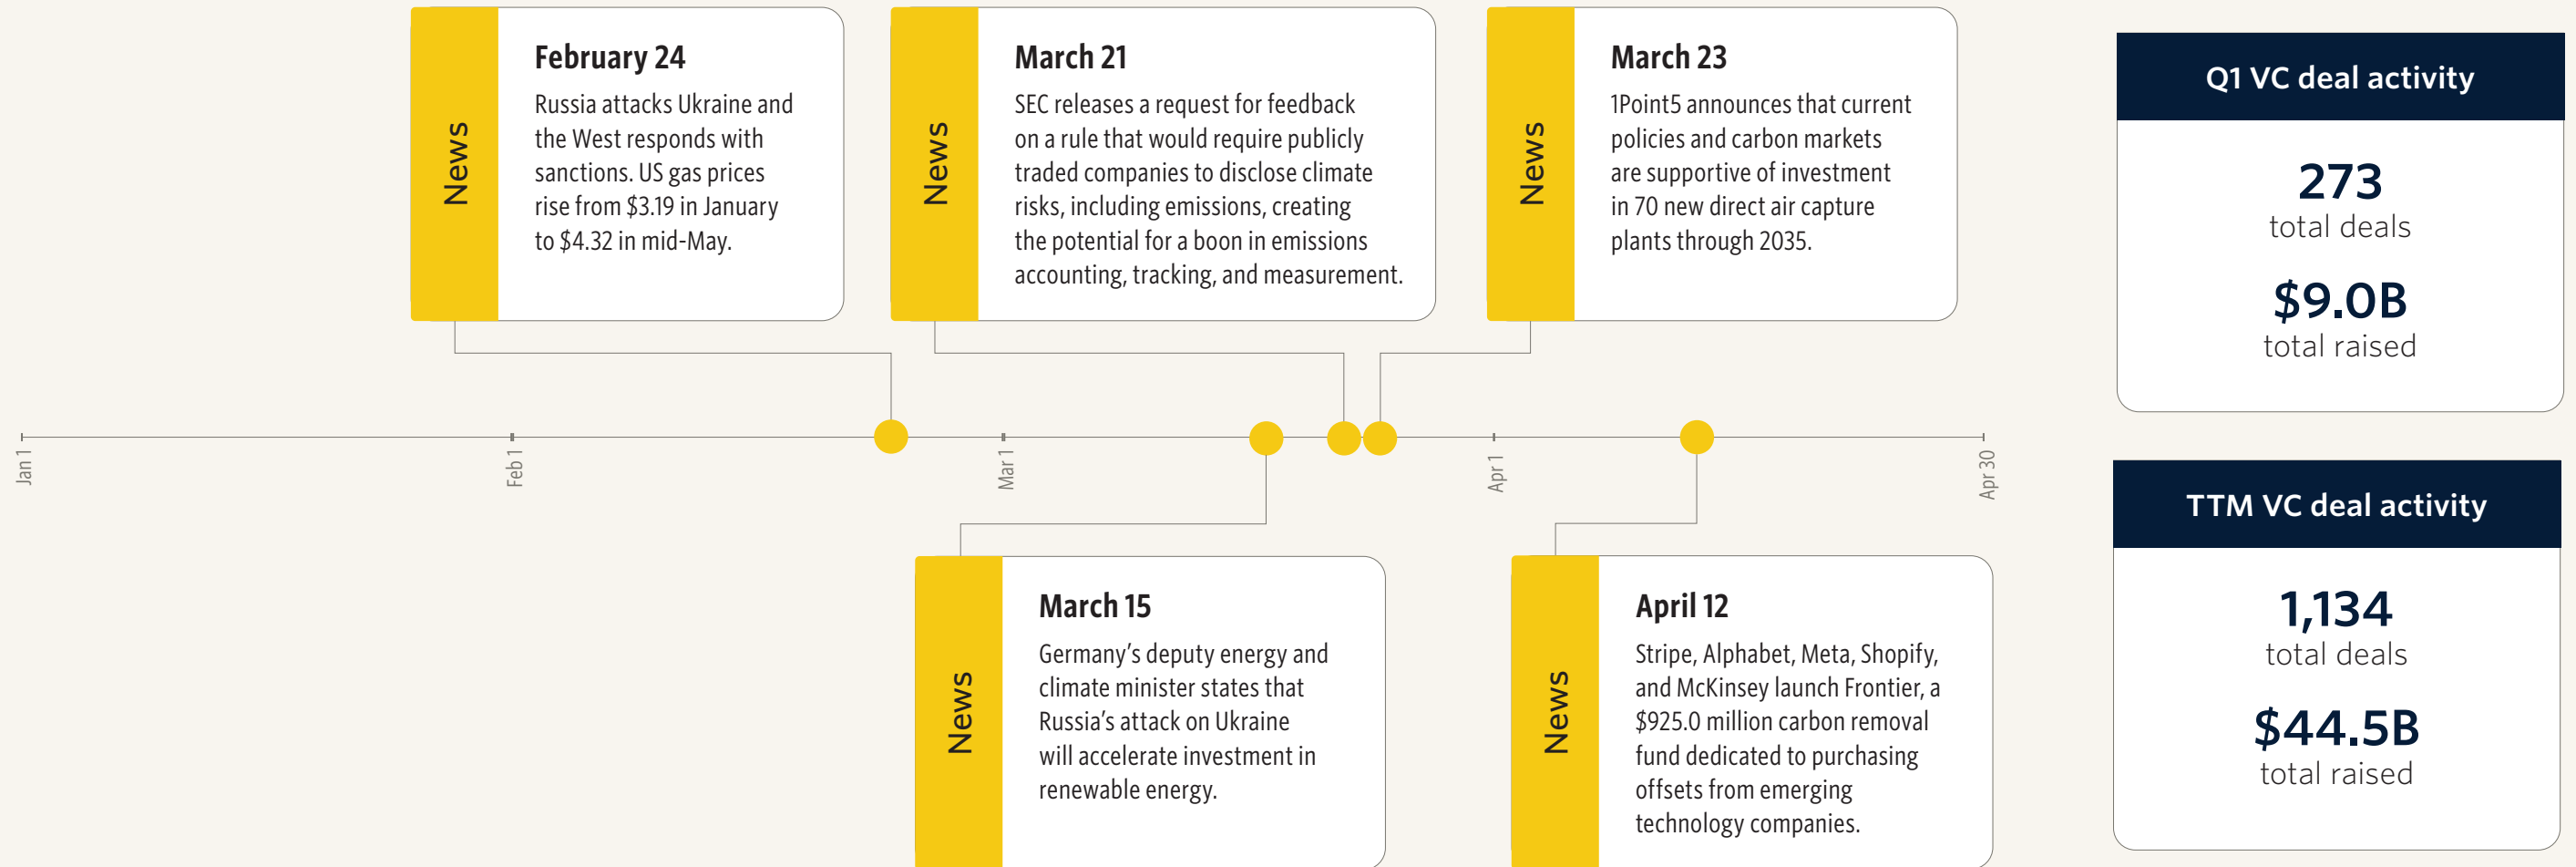 News
February 24
Russia attacks Ukraine and
the West responds with
sanctions. US gas prices
rise from $3.19 in January
to $4.32 in mid-May.
News
March 21
SEC releases a request for feedback
on a rule that would require publicly
traded companies to disclose climate
risks, including emissions, creating
the potential for a boon in emissions
accounting, tracking, and measurement.
News
March 23
1Point5 announces that current
policies and carbon markets
are supportive of investment
in 70 new direct air capture
plants through 2035.
Q1 VC deal activity
273
total deals
$9.0B
total raised
Jan 1
Feb 1
Mar 1
Apr 1
Apr 30
News
March 15
Germany’s deputy energy and
climate minister states that
Russia’s attack on Ukraine
will accelerate investment in
renewable energy.
News
April 12
Stripe, Alphabet, Meta, Shopify,
and McKinsey launch Frontier, a
$925.0 million carbon removal
fund dedicated to purchasing
offsets from emerging
technology companies.
TTM VC deal activity
1,134
total deals
$44.5B
total raised